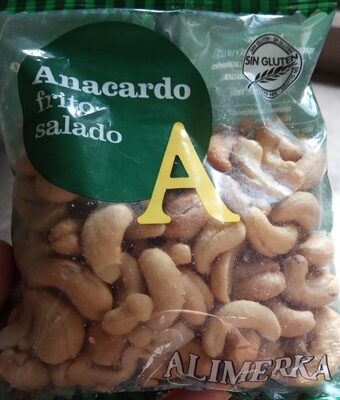 Anacardo
frito
salado
SIN GLUTEN
A
ALIMERKA